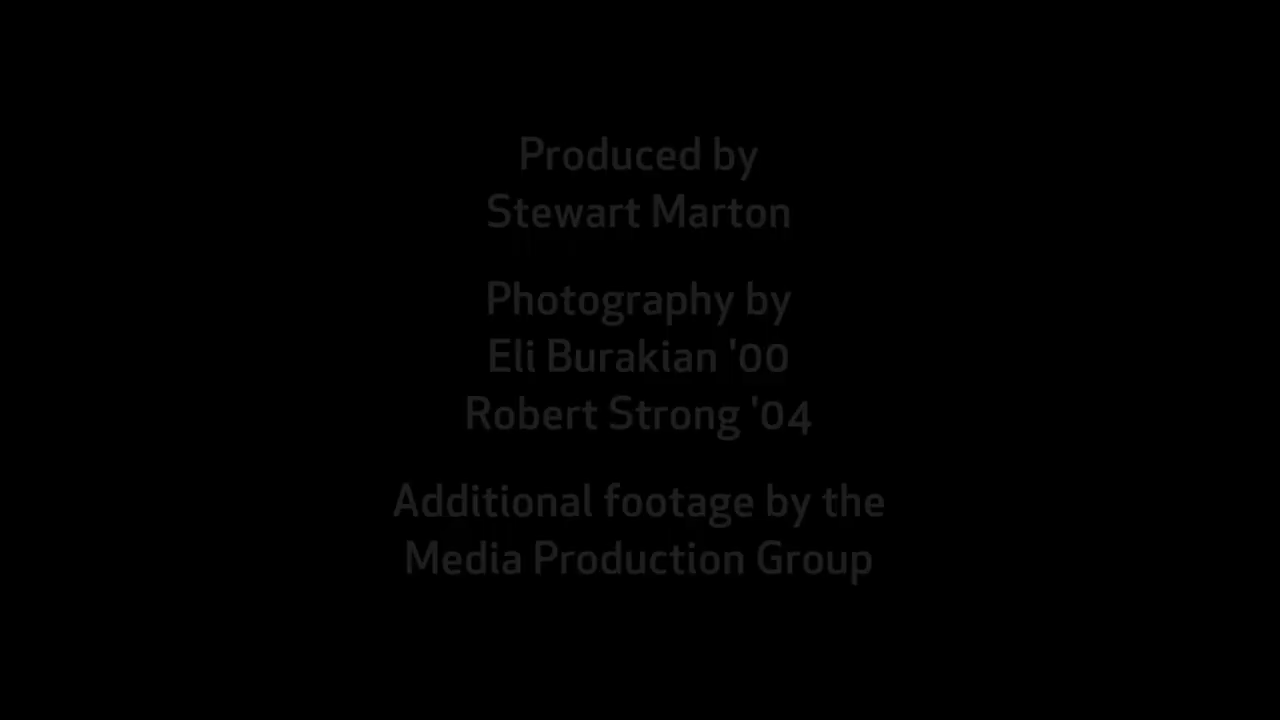 Produced by
Stewart Marton
Photography by
Eli Burakian '00
Robert Strong '04
Additional footage by the
Media Production Group